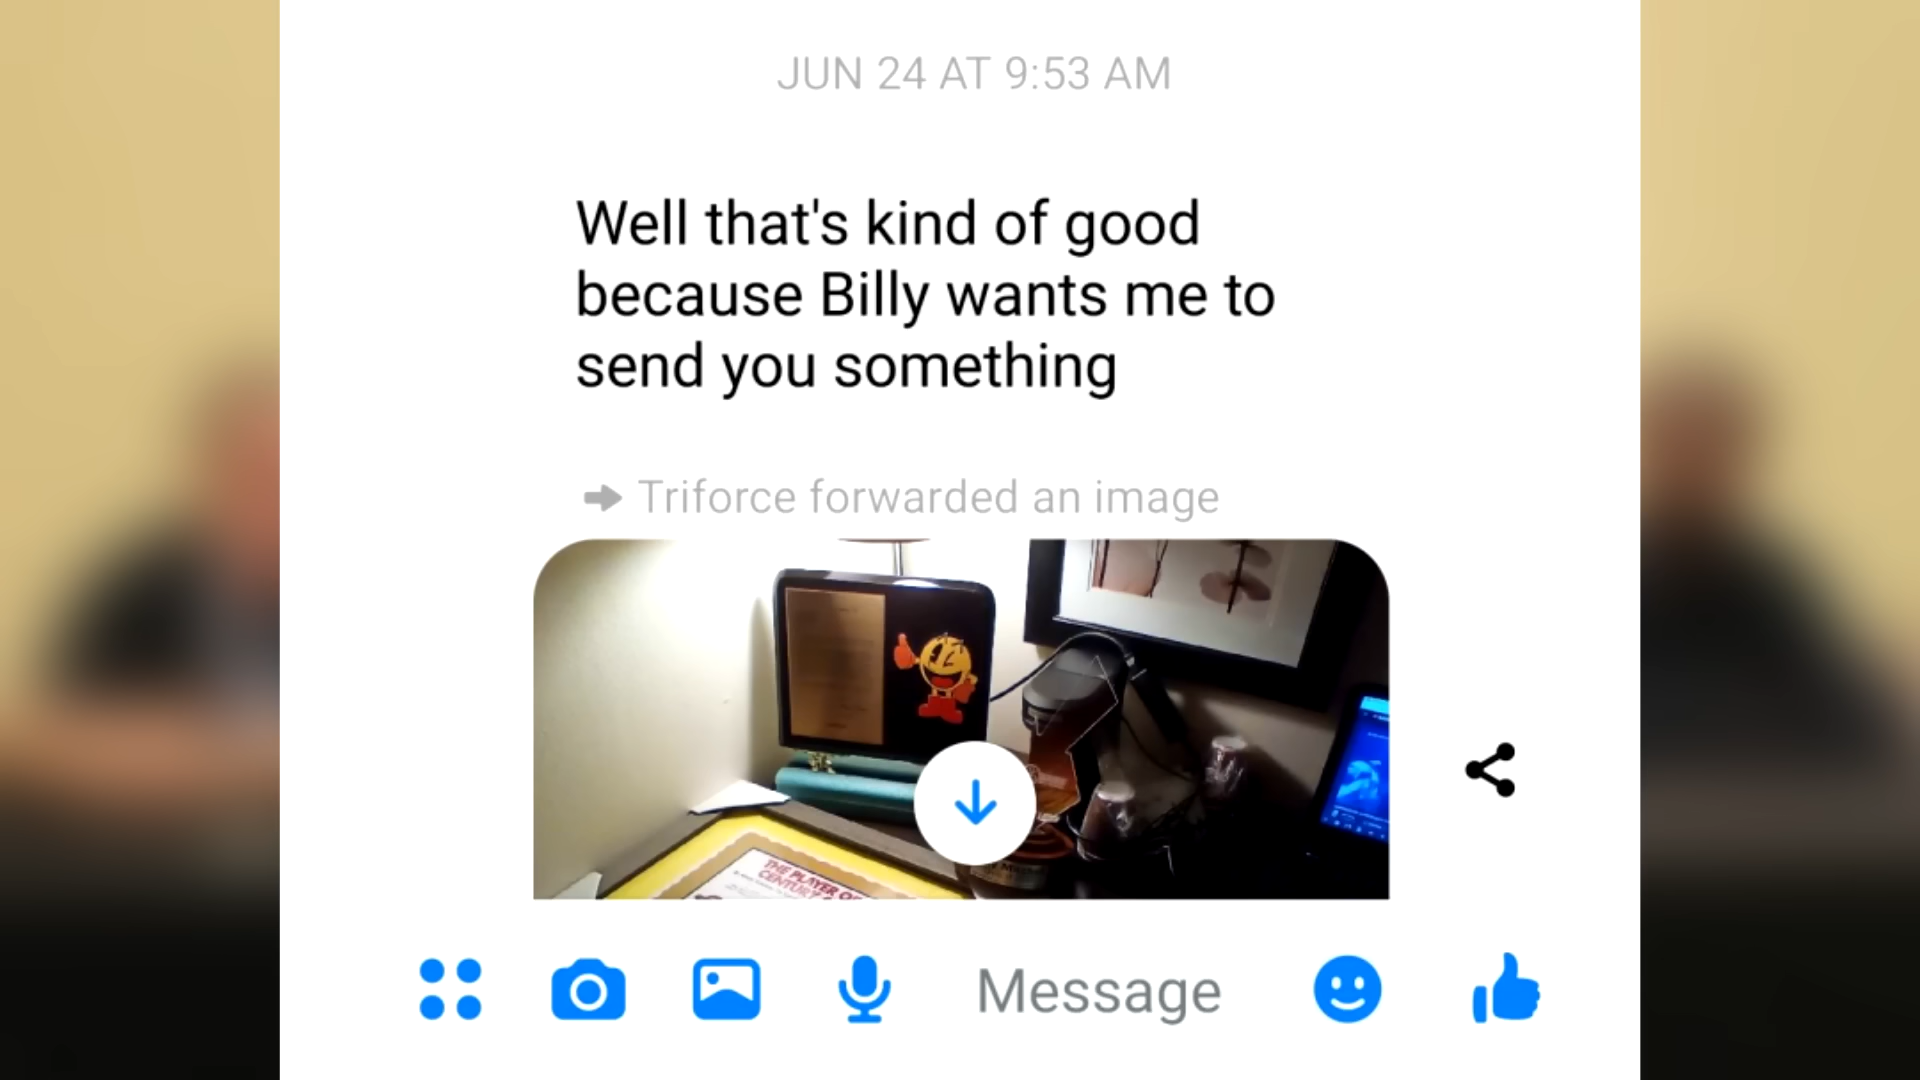 JUN 24 AT 9:53 AM
Well that's kind of good
because Billy wants me to
send you something
Triforce forwarded an image
THE PLAYER OF
CENTURY
Message